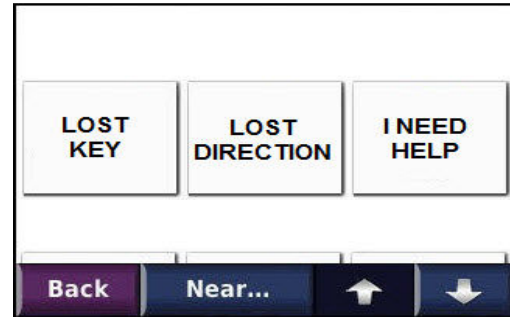 LOST
KEY
LOST
DIRECTION
I NEED
HELP
Back
Near...